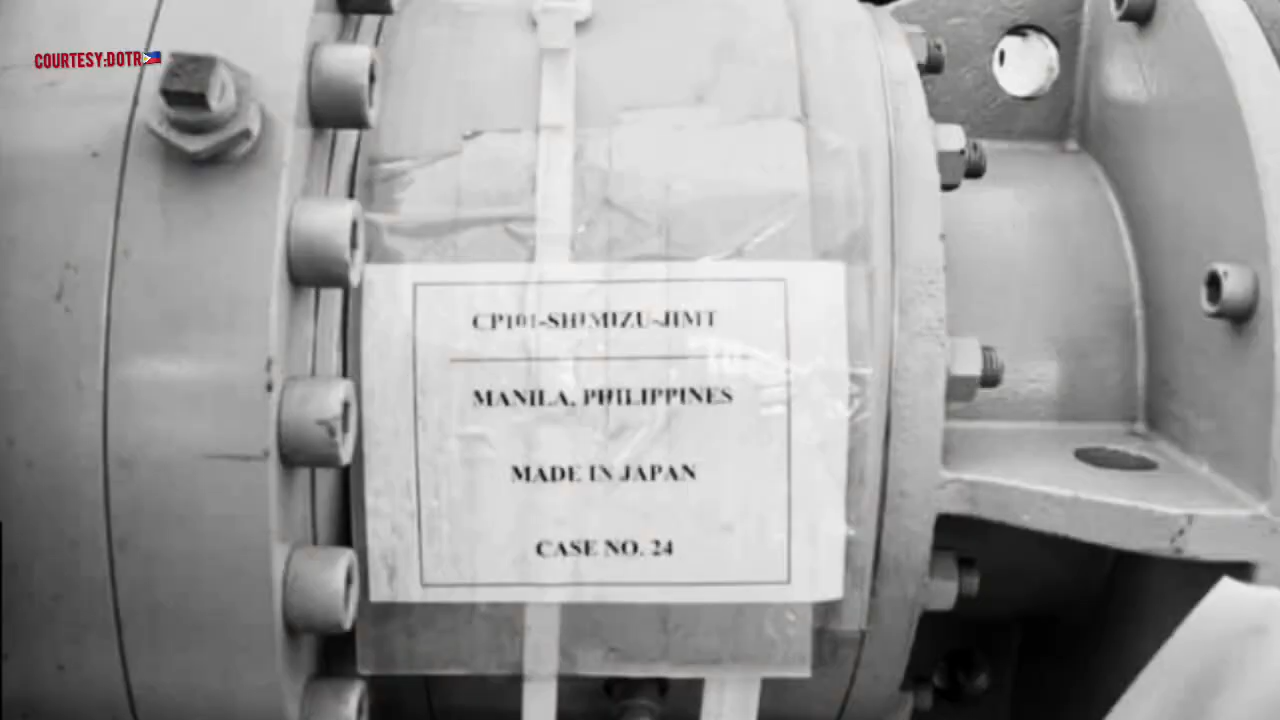 COURTESY:DOTR
CP101-SHIMIZU-JIMT
MANILA, PHILIPPINES
MADE IN JAPAN
CASE NO. 24